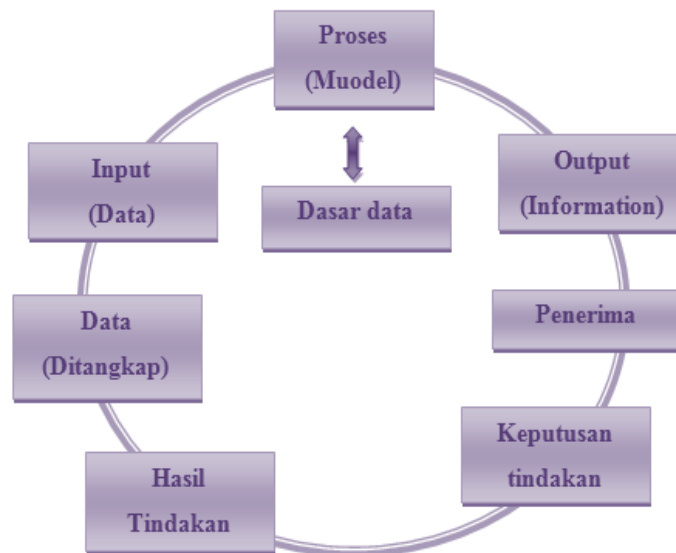 Proses
(Muodel)
Input
(Data)
Output
(Information)
Dasar data
Data
(Ditangkap)
Penerima
Keputusan
tindakan
Hasil
Tindakan